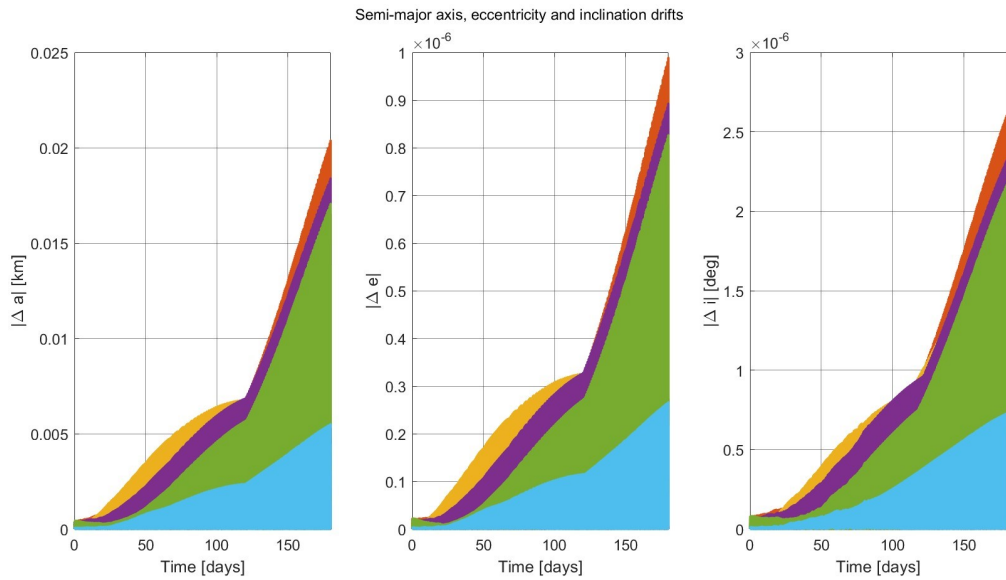 Semi-major axis, eccentricity and inclination drifts
|Δ a| [km]
0.025
0.02
0.015
0.01
0.005
0
0 50 100 150
Time [days]
×10⁻⁶
|Δ e|
1
0.9
0.8
0.7
0.6
0.5
0.4
0.3
0.2
0.1
0
0 50 100 150
Time [days]
×10⁻⁶
|Δ i| [deg]
3
2.5
2
1.5
1
0.5
0
0 50 100 150
Time [days]